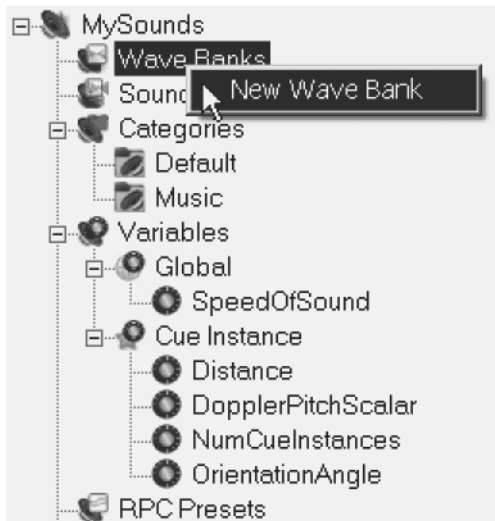 MySounds
Wave Banks
Soun
New Wave Bank
Categories
Default
Music
Variables
Global
SpeedOfSound
Cue Instance
Distance
DopplerPitchScalar
NumCueInstances
OrientationAngle
RPC Presets